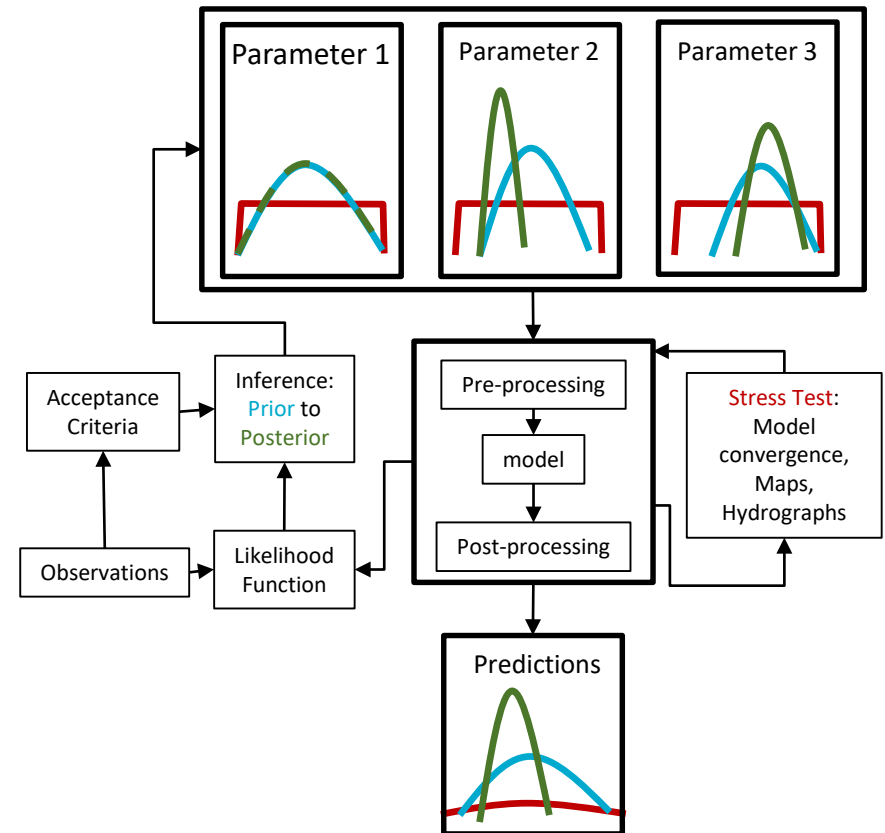 Parameter 1
Parameter 2
Parameter 3
Acceptance
Criteria
Inference:
Prior to
Posterior
Pre-processing
model
Post-processing
Stress Test:
Model
convergence,
Maps,
Hydrographs
Observations
Likelihood
Function
Predictions